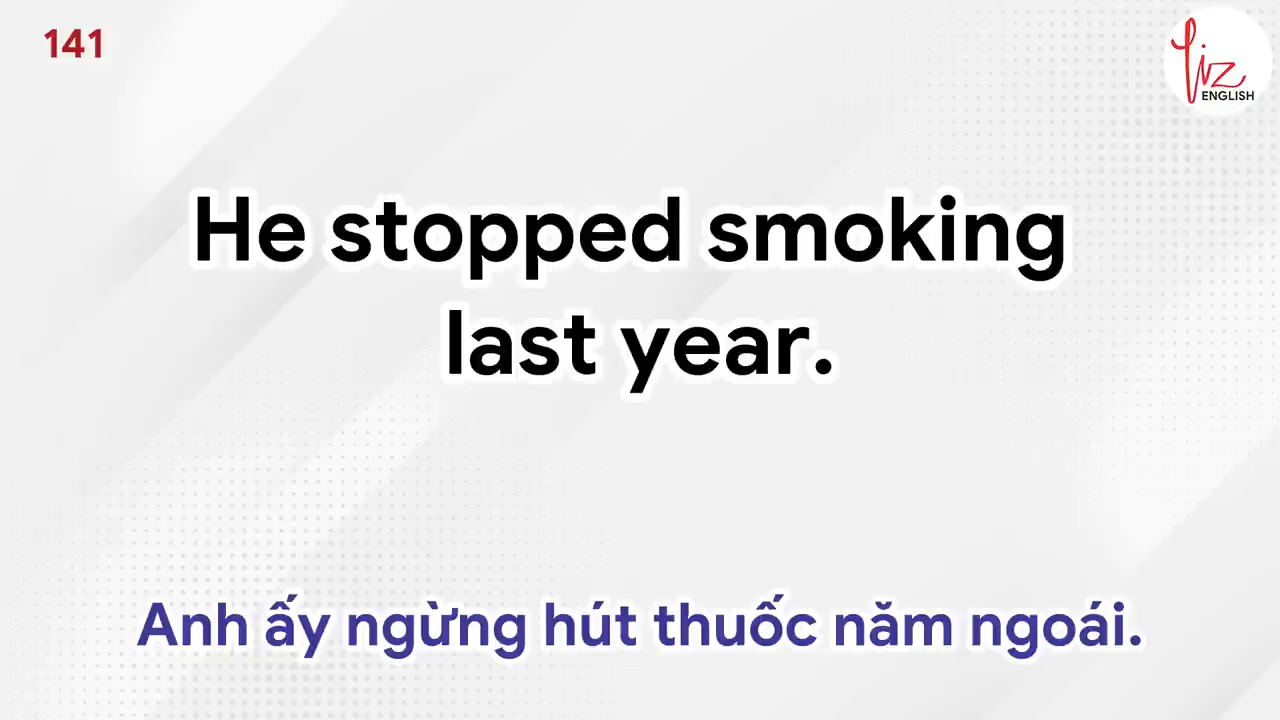 141
Liz
ENGLISH
He stopped smoking
last year.
Anh ấy ngừng hút thuốc năm ngoái.